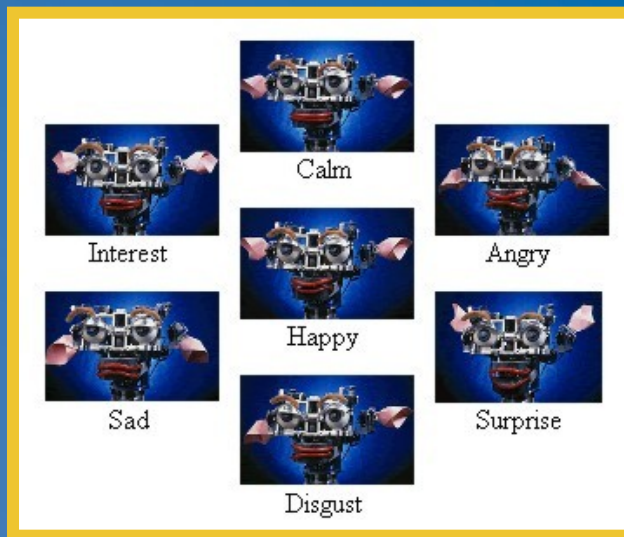 Calm
Interest
Angry
Happy
Sad
Surprise
Disgust